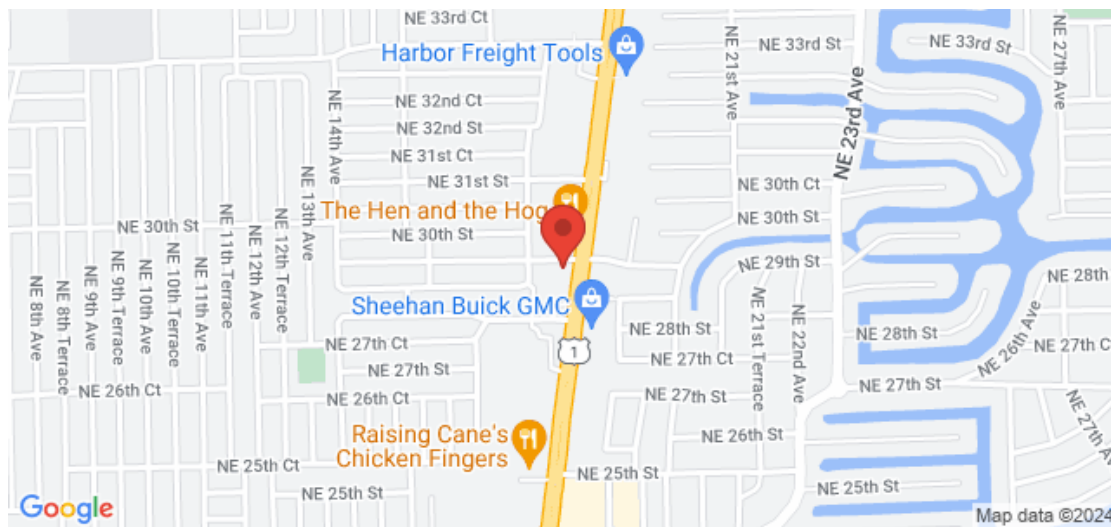 NE 33rd Ct
Harbor Freight Tools
NE 21st Ave
NE 33rd St
NE 33rd St
NE 27th Ave
NE 23rd Ave
NE 14th Ave
NE 32nd Ct
NE 32nd St
NE 31st Ct
NE 31st St
NE 13th Ave
NE 12th Terrace
NE 30th Ct
The Hen and the Hog
NE 30th St
NE 30th St
NE 30th St
NE 11th Terrace
NE 12th Ave
NE 29th St
NE 8th Ave
NE 8th Terrace
NE 9th Ave
NE 9th Terrace
NE 10th Ave
NE 10th Terrace
NE 11th Ave
Sheehan Buick GMC
NE 28th
NE 28th St
NE 28th St
NE 21st Terrace
NE 22nd Ave
NE 26th Ave
1
NE 27th Ct
NE 27th Ct
NE 27th Ct
NE 27th St
NE 27th St
NE 26th Ct
NE 26th Ct
NE 27th St
NE 27th Av
Raising Cane's
Chicken Fingers
NE 26th St
NE 25th Ct
NE 25th St
NE 25th St
NE 25th St
Google
Map data ©2024